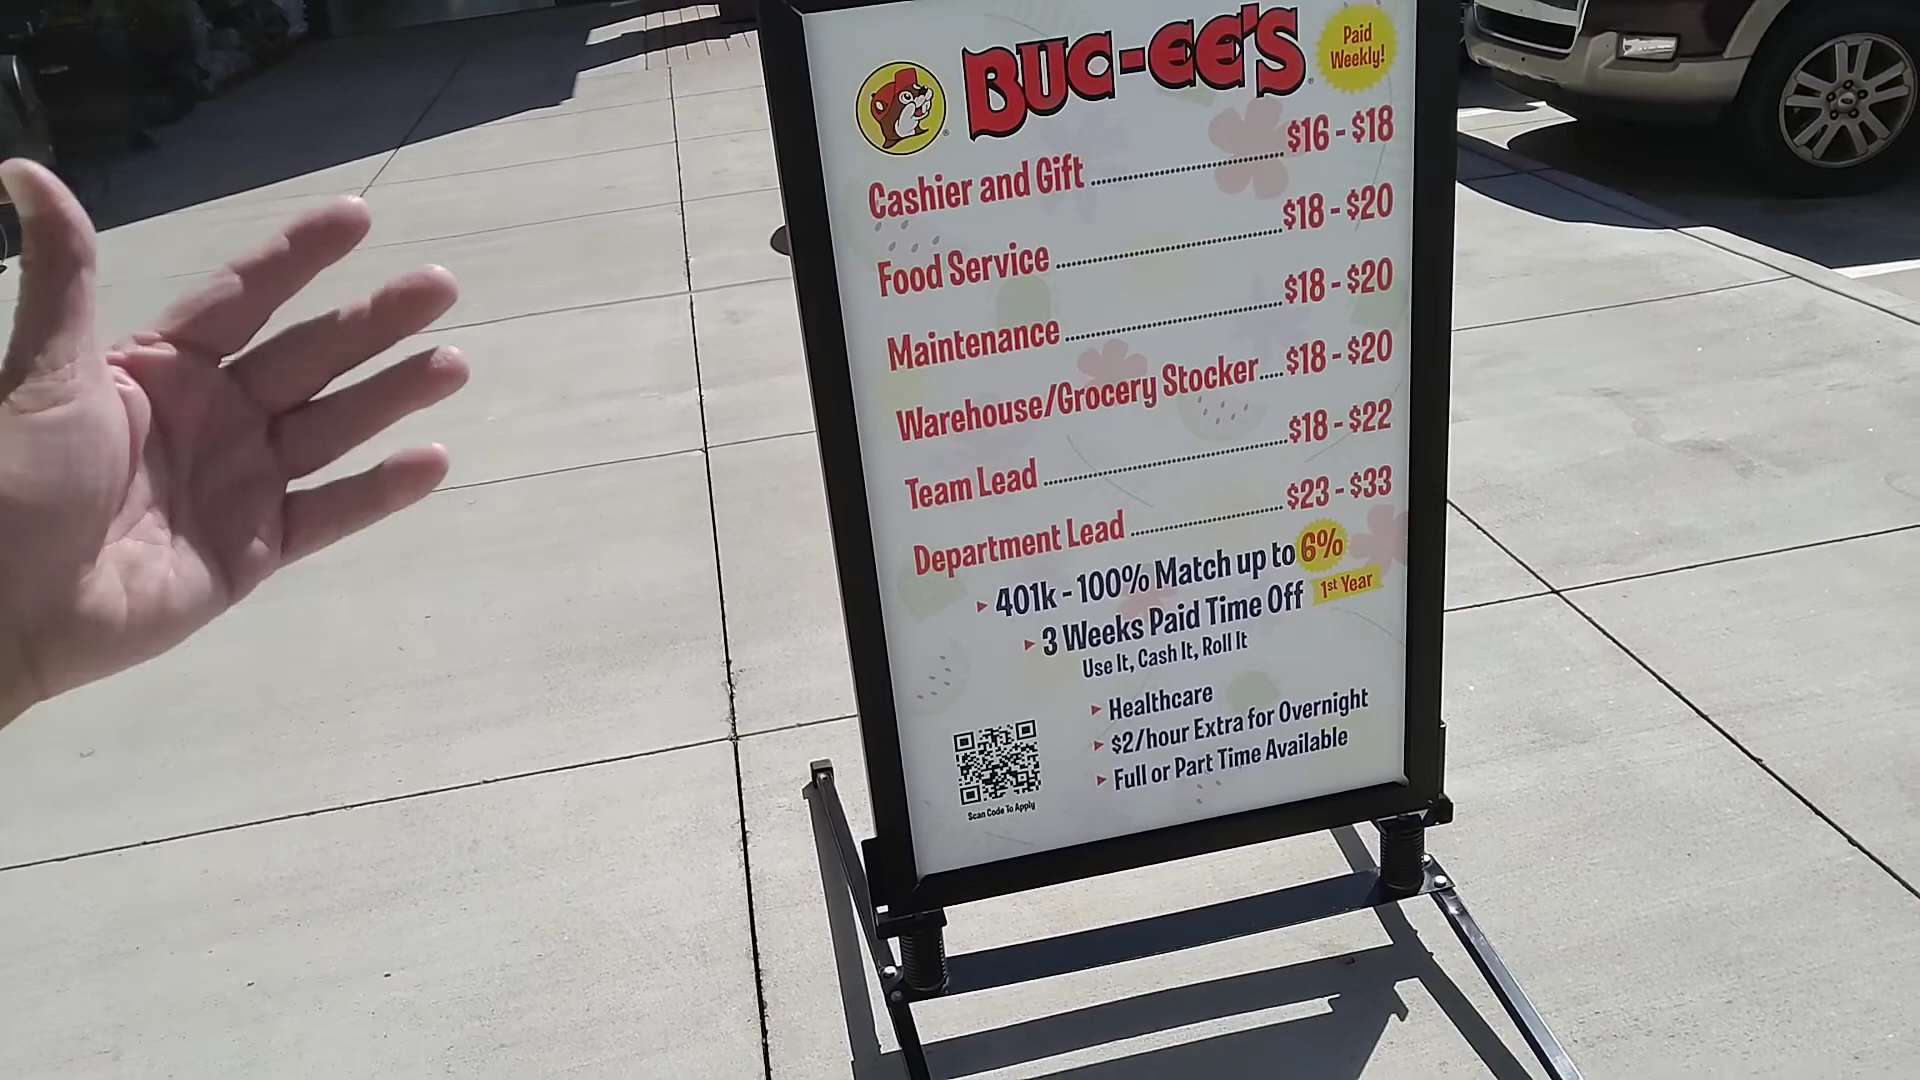 BUC-EE'S
Paid
Weekly!
Cashier and Gift ........................ $16 - $18
Food Service ........................ $18 - $20
Maintenance ........................ $18 - $20
Warehouse/Grocery Stocker..... $18 - $20
Team Lead ........................ $18 - $22
Department Lead ........................ $23 - $33
401k - 100% Match up to 6%
3 Weeks Paid Time Off 1st Year
Use It, Cash It, Roll It
Healthcare
$2/hour Extra for Overnight
Full or Part Time Available
Scan Code To Apply